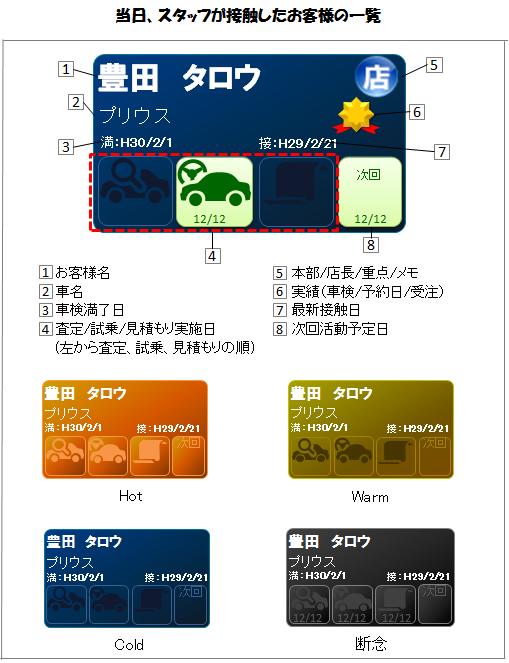 当日、スタッフが接触したお客様の一覧
1 豊田 タロウ 店 5
2 プリウス 6
3 満:H30/2/1 接:H29/2/21 7
次回
12/12 12/12
4 8
1 お客様名
2 車名
3 車検満了日
4 査定/試乗/見積もり実施日
(左から査定、試乗、見積もりの順)
5 本部/店長/重点/メモ
6 実績(車検/予約日/受注)
7 最新接触日
8 次回活動予定日
豊田 タロウ
プリウス
満:H30/2/1 接:H29/2/21
次回
Hot
豊田 タロウ
プリウス
満:H30/2/1 接:H29/2/21
次回
Warm
豊田 タロウ
プリウス
満:H30/2/1 接:H29/2/21
次回
Cold
豊田 タロウ
プリウス
満:H30/2/1 接:H29/2/21
次回
12/12 12/12 12/12
断念